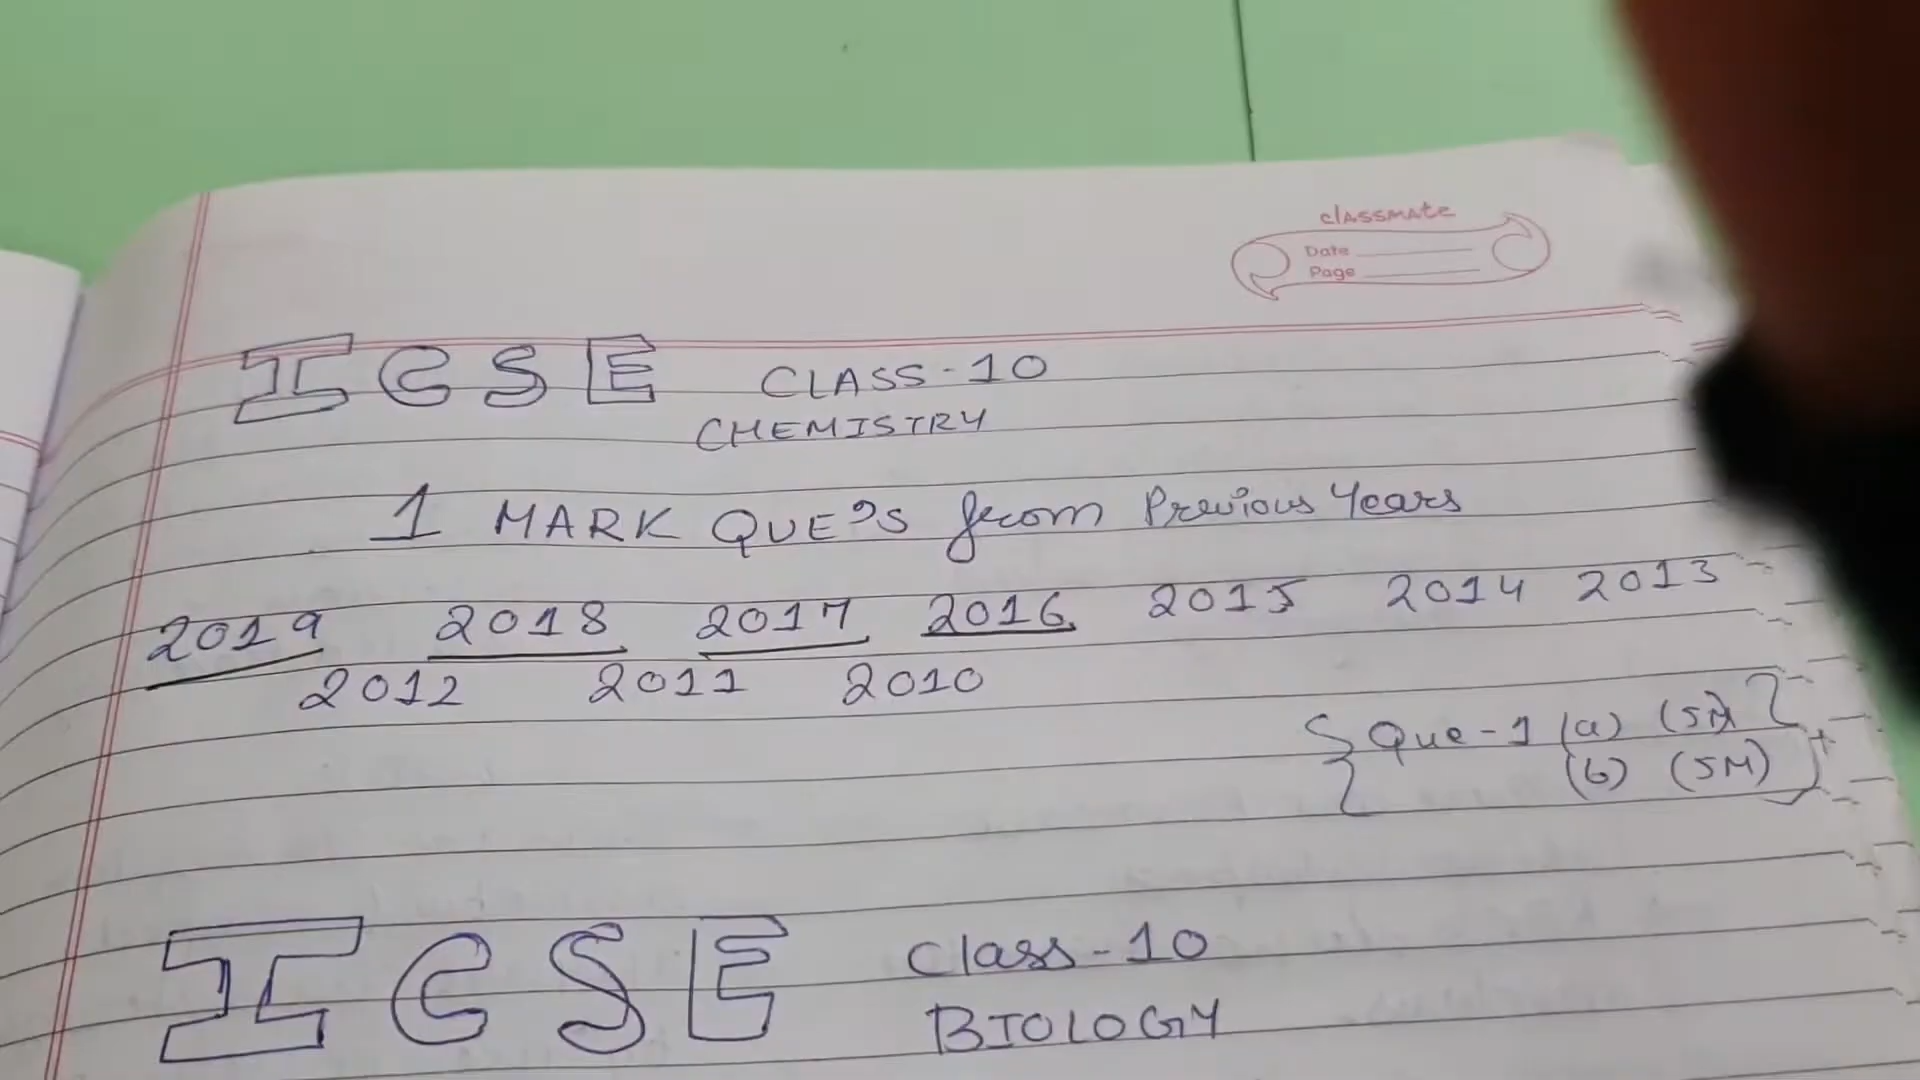 classmate
Date
Page
ICSE CLASS-10
CHEMISTRY
1 MARK QUE'S from Previous Years
2019 2018 2017 2016 2015 2014 2013
2012 2011 2010
{ Que-1 (a) (5M) }
(b) (5M)
ICSE Class-10
BIOLOGY